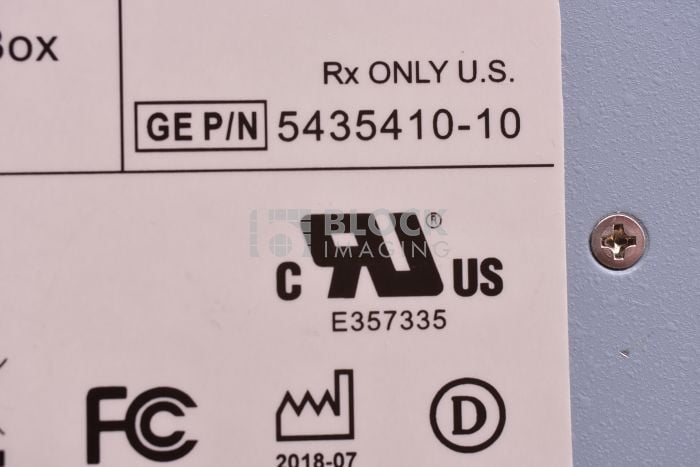 Box
Rx ONLY U.S.
GE P/N 5435410-10
BLOCK
IMAGING
®
C US
E357335
FC
D
2018-07